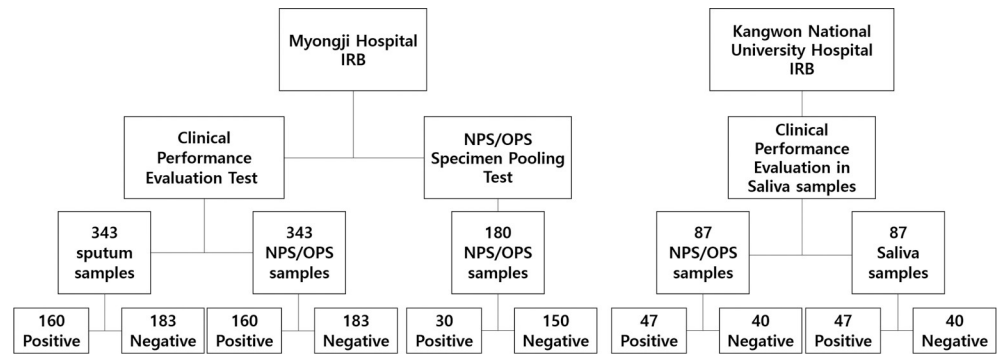 Myongji Hospital
IRB
Kangwon National
University Hospital
IRB
Clinical
Performance
Evaluation Test
NPS/OPS
Specimen Pooling
Test
Clinical
Performance
Evaluation in
Saliva samples
343
sputum
samples
343
NPS/OPS
samples
180
NPS/OPS
samples
87
NPS/OPS
samples
87
Saliva
samples
160
Positive
183
Negative
160
Positive
183
Negative
30
Positive
150
Negative
47
Positive
40
Negative
47
Positive
40
Negative